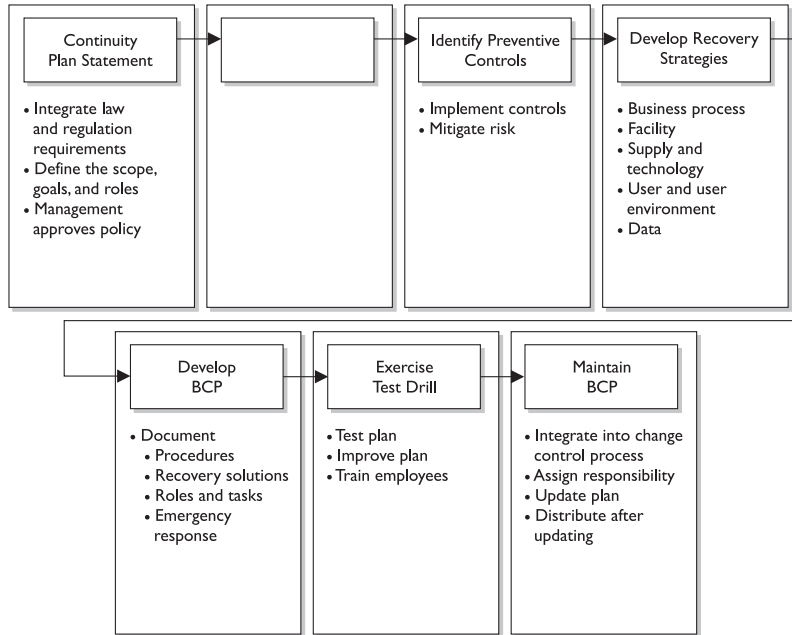 Continuity
Plan Statement
• Integrate law
and regulation
requirements
• Define the scope,
goals, and roles
• Management
approves policy
Identify Preventive
Controls
• Implement controls
• Mitigate risk
Develop Recovery
Strategies
• Business process
• Facility
• Supply and
technology
• User and user
environment
• Data
Develop
BCP
• Document
• Procedures
• Recovery solutions
• Roles and tasks
• Emergency
response
Exercise
Test Drill
• Test plan
• Improve plan
• Train employees
Maintain
BCP
• Integrate into change
control process
• Assign responsibility
• Update plan
• Distribute after
updating